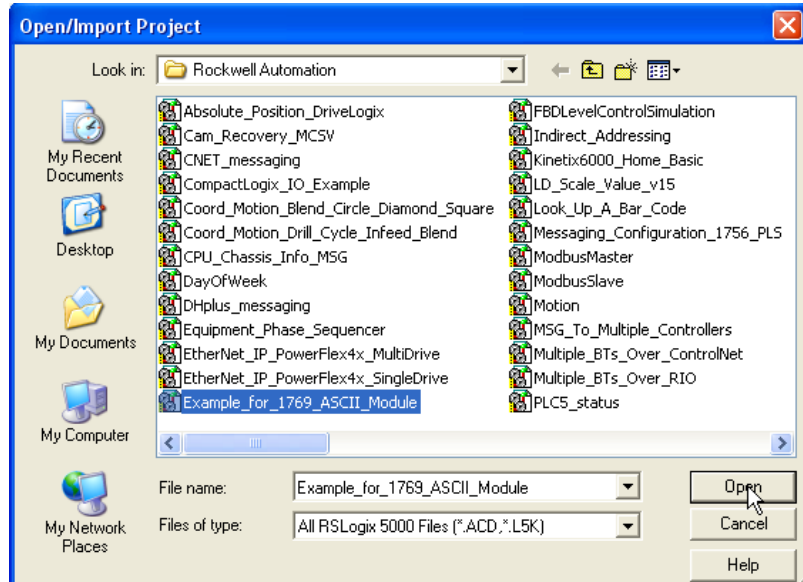 Open/Import Project
Look in: Rockwell Automation
My Recent
Documents
Desktop
My Documents
My Computer
My Network
Places
Absolute_Position_DriveLogix
Cam_Recovery_MCSV
CNET_messaging
CompactLogix_IO_Example
Coord_Motion_Blend_Circle_Diamond_Square
Coord_Motion_Drill_Cycle_Infeed_Blend
CPU_Chassis_Info_MSG
DayOfWeek
DHplus_messaging
Equipment_Phase_Sequencer
EtherNet_IP_PowerFlex4x_MultiDrive
EtherNet_IP_PowerFlex4x_SingleDrive
Example_for_1769_ASCII_Module
FBDLevelControlSimulation
Indirect_Addressing
Kinetix6000_Home_Basic
LD_Scale_Value_v15
Look_Up_A_Bar_Code
Messaging_Configuration_1756_PLS
ModbusMaster
ModbusSlave
Motion
MSG_To_Multiple_Controllers
Multiple_BTs_Over_ControlNet
Multiple_BTs_Over_RIO
PLC5_status
File name: Example_for_1769_ASCII_Module
Open
Files of type: All RSLogix 5000 Files (*.ACD,*.L5K)
Cancel
Help